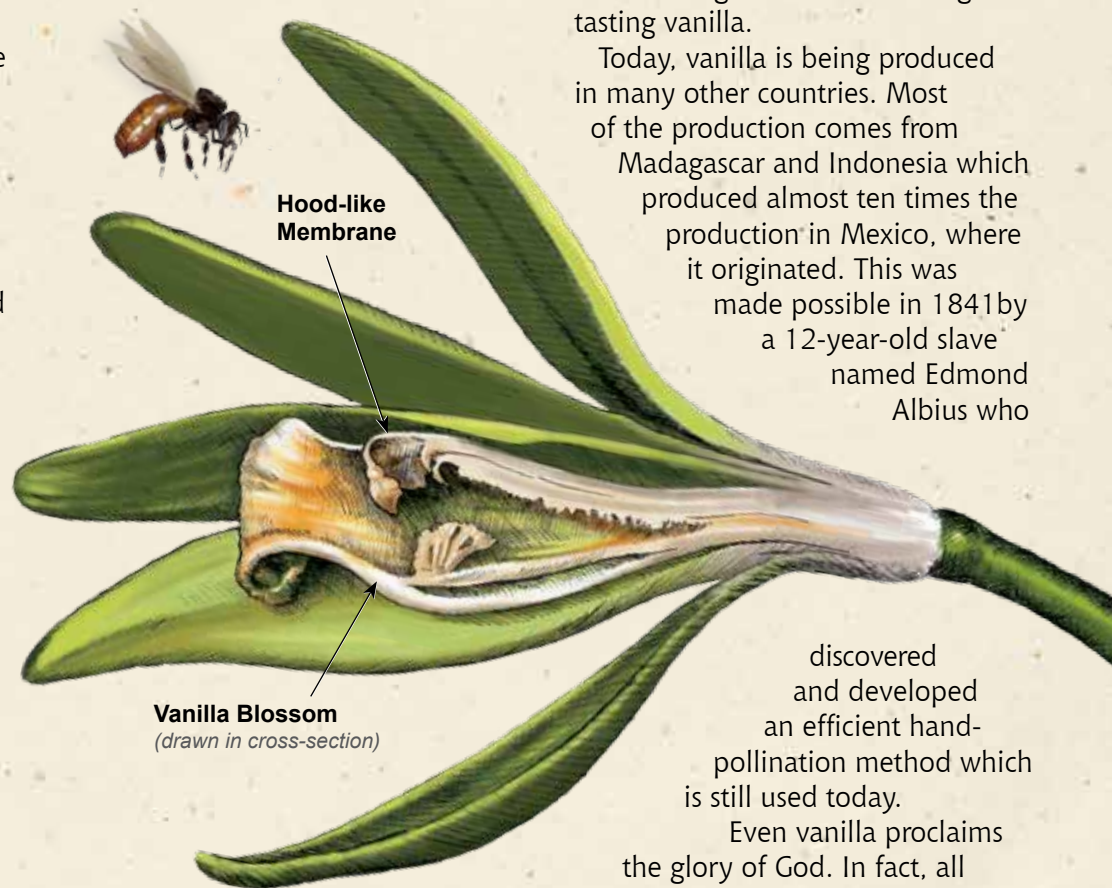 tasting vanilla.
Today, vanilla is being produced
in many other countries. Most
of the production comes from
Madagascar and Indonesia which
produced almost ten times the
production in Mexico, where
it originated. This was
made possible in 1841by
a 12-year-old slave
named Edmond
Albius who
discovered
and developed
an efficient hand-
pollination method which
is still used today.
Even vanilla proclaims
the glory of God. In fact, all
Hood-like
Membrane
Vanilla Blossom
(drawn in cross-section)